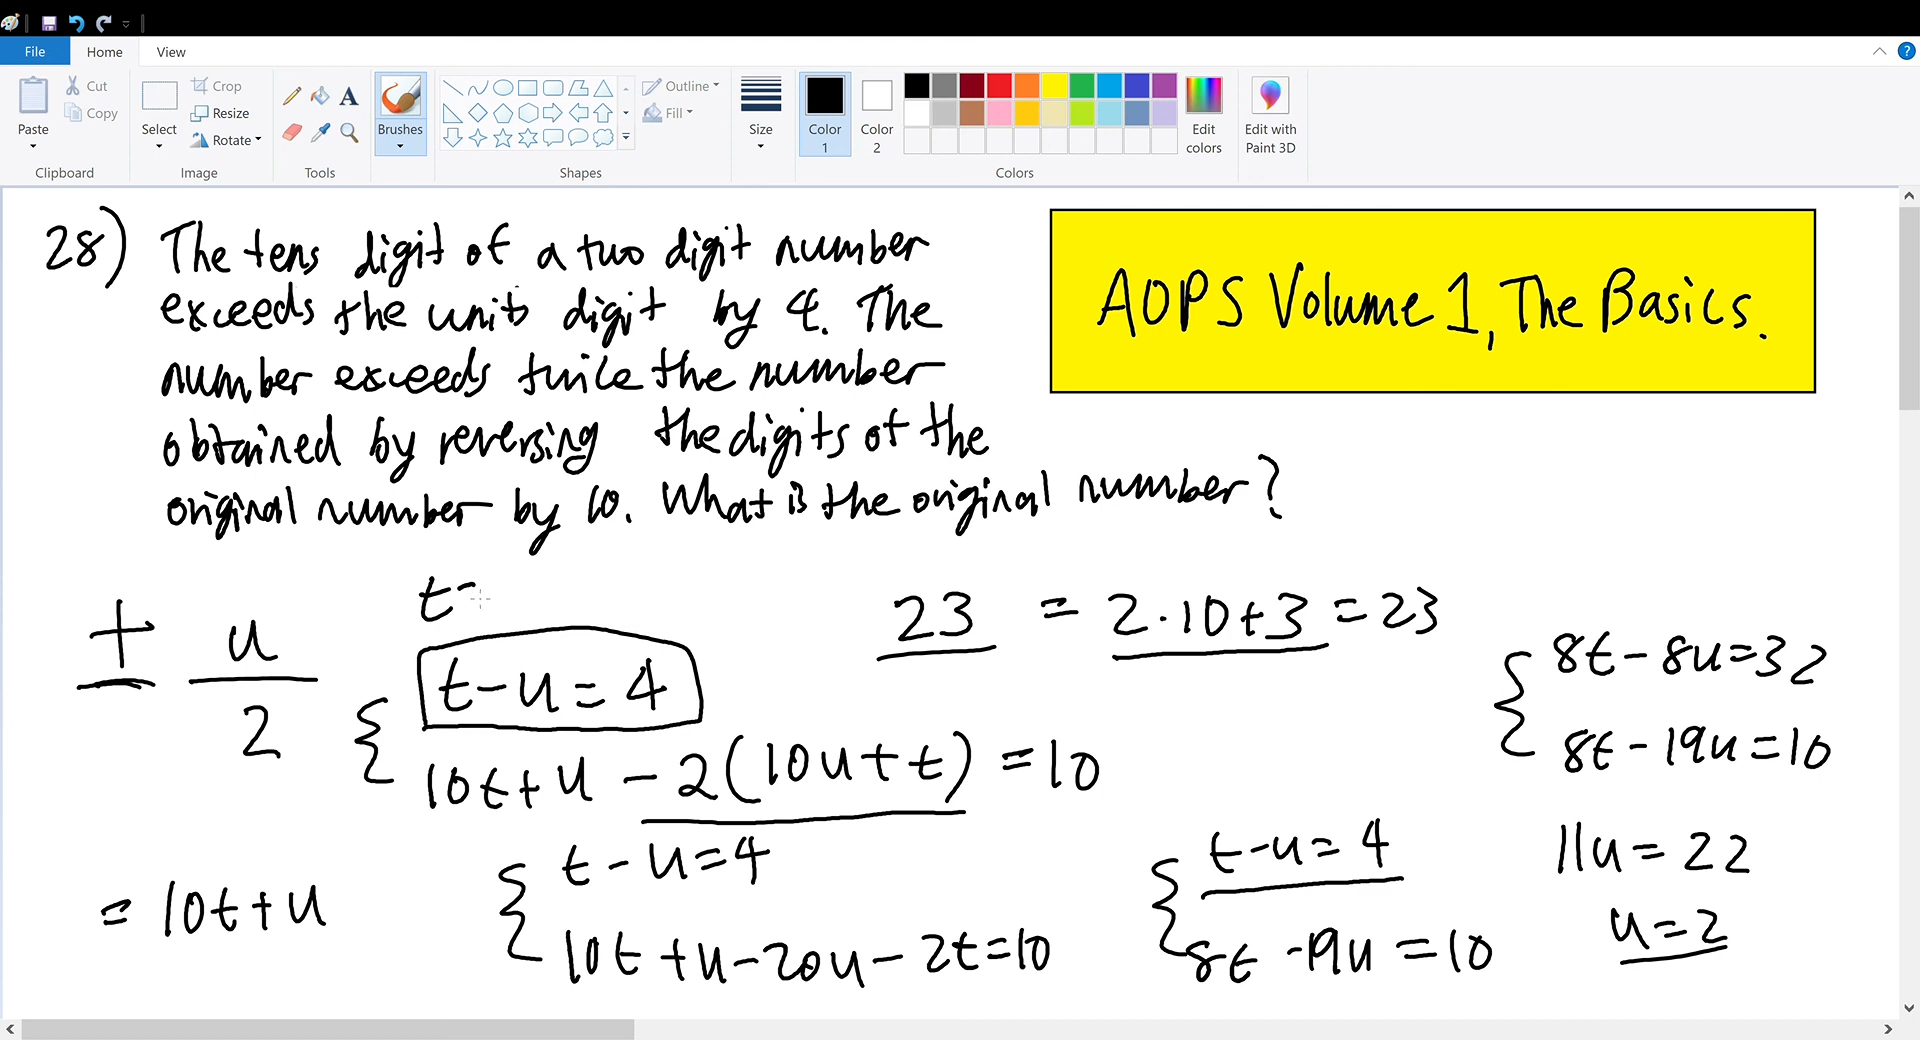 File
Home
View
Paste
Cut
Copy
Clipboard
Select
Crop
Resize
Rotate
Image
A
Tools
Brushes
Outline
Fill
Shapes
Size
Color 1
Color 2
Edit colors
Edit with Paint 3D
Colors
?
28) The tens digit of a two digit number
exceeds the units digit by 4. The
number exceeds twice the number
obtained by reversing the digits of the
original number by 10. What is the original number?
AOPS Volume 1, The Basics.
t u
2
= 10t+u
t=
t-u=4
10t+u -2(10u+t) =10
t-u=4
10t+u-20u-2t=10
23 = 2·10+3=23
t-u=4
8t-19u=10
8t-8u=32
8t-19u=10
11u=22
u=2